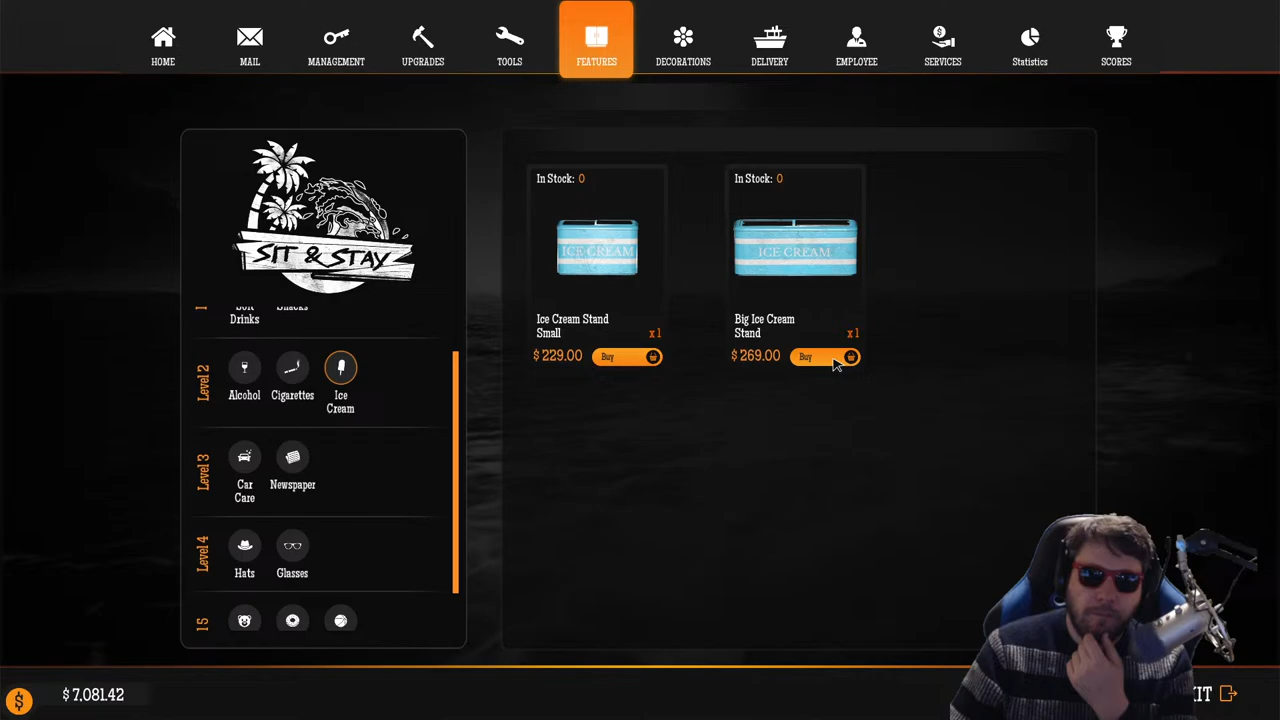 HOME
MAIL
MANAGEMENT
UPGRADES
TOOLS
FEATURES
DECORATIONS
DELIVERY
EMPLOYEE
SERVICES
Statistics
SCORES
SIT & STAY
Soft
Drinks
Snacks
Level 2
Alcohol
Cigarettes
Ice
Cream
Level 3
Car
Care
Newspaper
Level 4
Hats
Glasses
In Stock: 0
ICE CREAM
Ice Cream Stand
Small
x1
$ 229.00
Buy
In Stock: 0
ICE CREAM
Big Ice Cream
Stand
x1
$ 269.00
Buy
$ 7,081.42